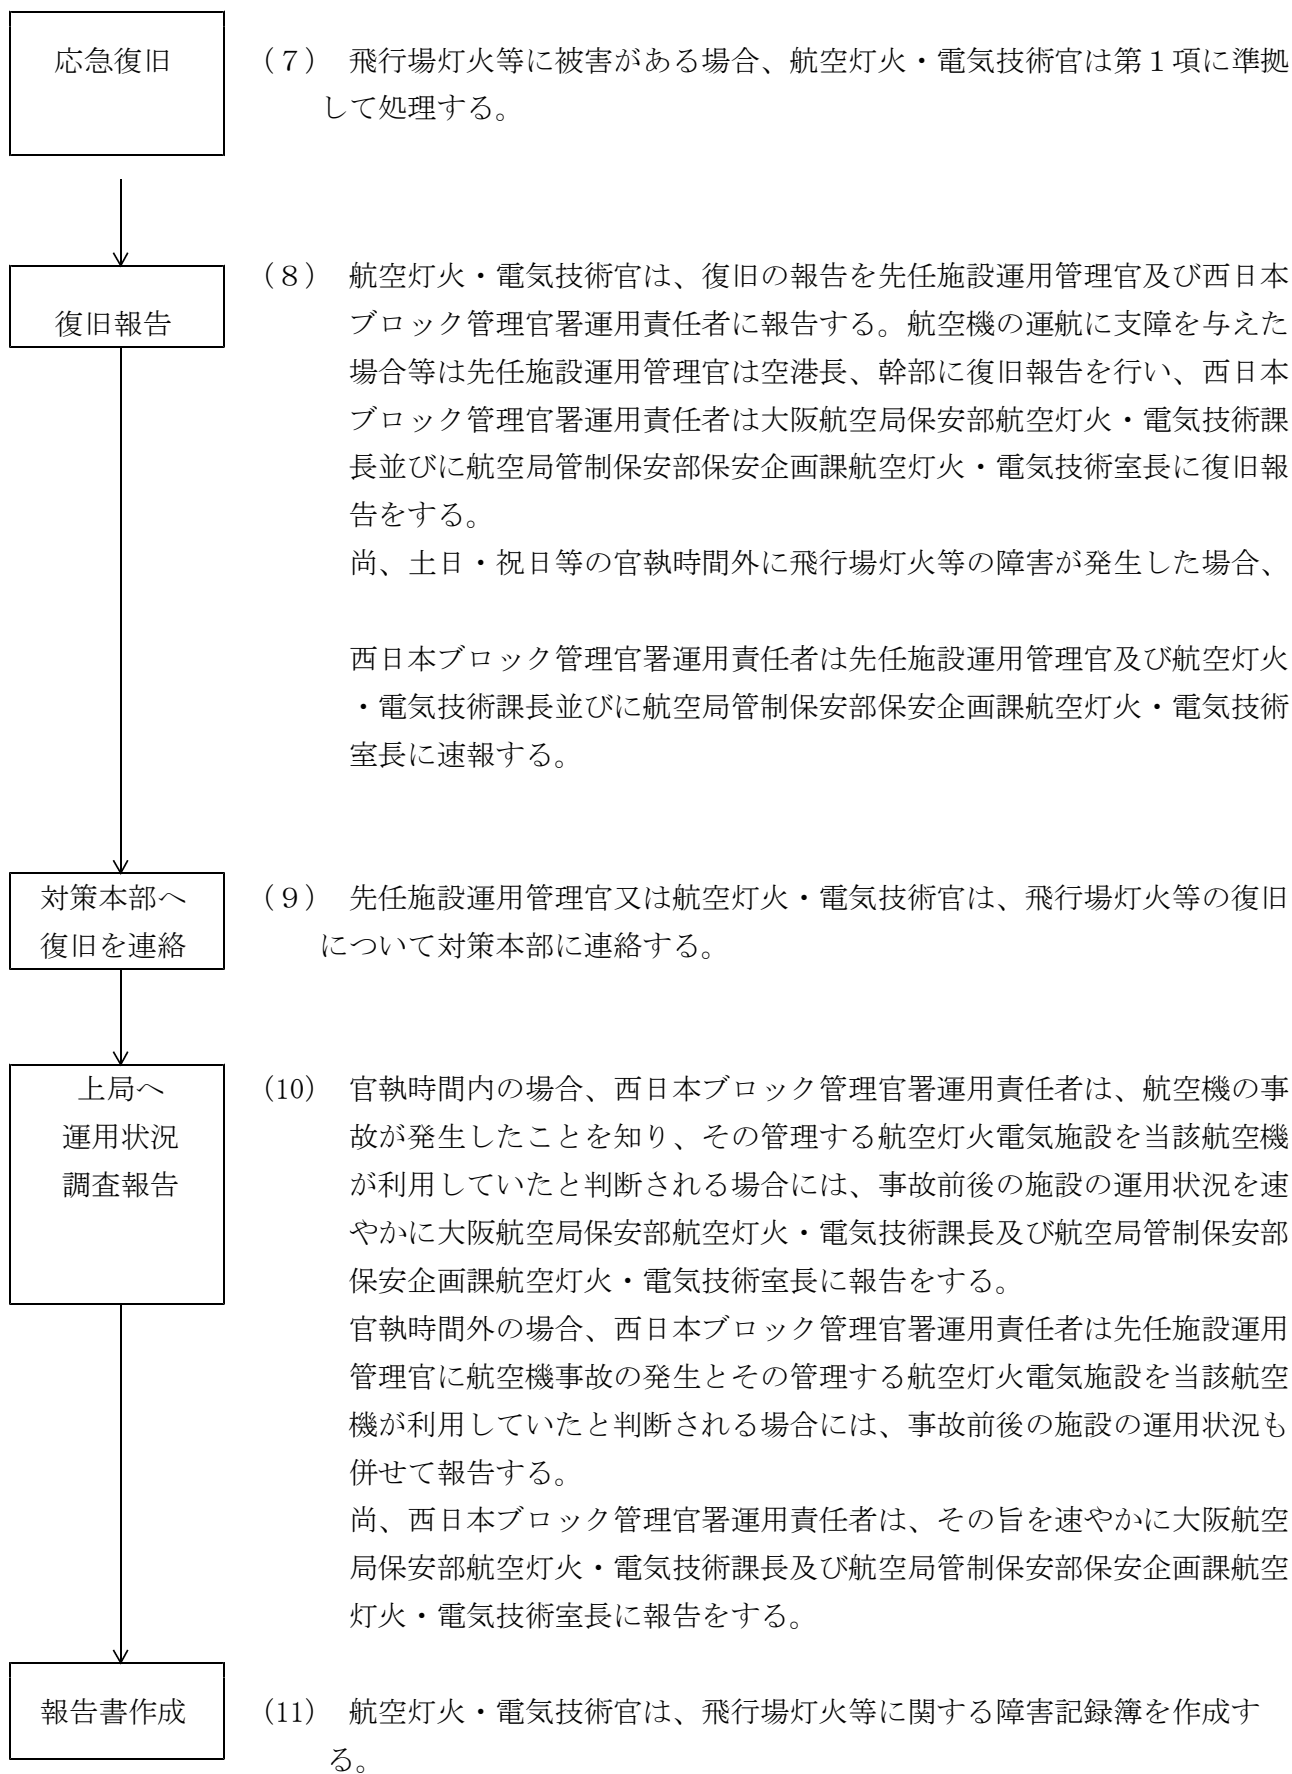 応急復旧
（７） 飛行場灯火等に被害がある場合、航空灯火・電気技術官は第１項に準拠
して処理する。
復旧報告
（８） 航空灯火・電気技術官は、復旧の報告を先任施設運用管理官及び西日本
ブロック管理官署運用責任者に報告する。航空機の運航に支障を与えた
場合等は先任施設運用管理官は空港長、幹部に復旧報告を行い、西日本
ブロック管理官署運用責任者は大阪航空局保安部航空灯火・電気技術課
長並びに航空局管制保安部保安企画課航空灯火・電気技術室長に復旧報
告をする。
尚、土日・祝日等の官執時間外に飛行場灯火等の障害が発生した場合、
西日本ブロック管理官署運用責任者は先任施設運用管理官及び航空灯火
・電気技術課長並びに航空局管制保安部保安企画課航空灯火・電気技術
室長に速報する。
対策本部へ
復旧を連絡
（９） 先任施設運用管理官又は航空灯火・電気技術官は、飛行場灯火等の復旧
について対策本部に連絡する。
上局へ
運用状況
調査報告
（10） 官執時間内の場合、西日本ブロック管理官署運用責任者は、航空機の事
故が発生したことを知り、その管理する航空灯火電気施設を当該航空機
が利用していたと判断される場合には、事故前後の施設の運用状況を速
やかに大阪航空局保安部航空灯火・電気技術課長及び航空局管制保安部
保安企画課航空灯火・電気技術室長に報告をする。
官執時間外の場合、西日本ブロック管理官署運用責任者は先任施設運用
管理官に航空機事故の発生とその管理する航空灯火電気施設を当該航空
機が利用していたと判断される場合には、事故前後の施設の運用状況も
併せて報告する。
尚、西日本ブロック管理官署運用責任者は、その旨を速やかに大阪航空
局保安部航空灯火・電気技術課長及び航空局管制保安部保安企画課航空
灯火・電気技術室長に報告をする。
報告書作成
（11） 航空灯火・電気技術官は、飛行場灯火等に関する障害記録簿を作成す
る。